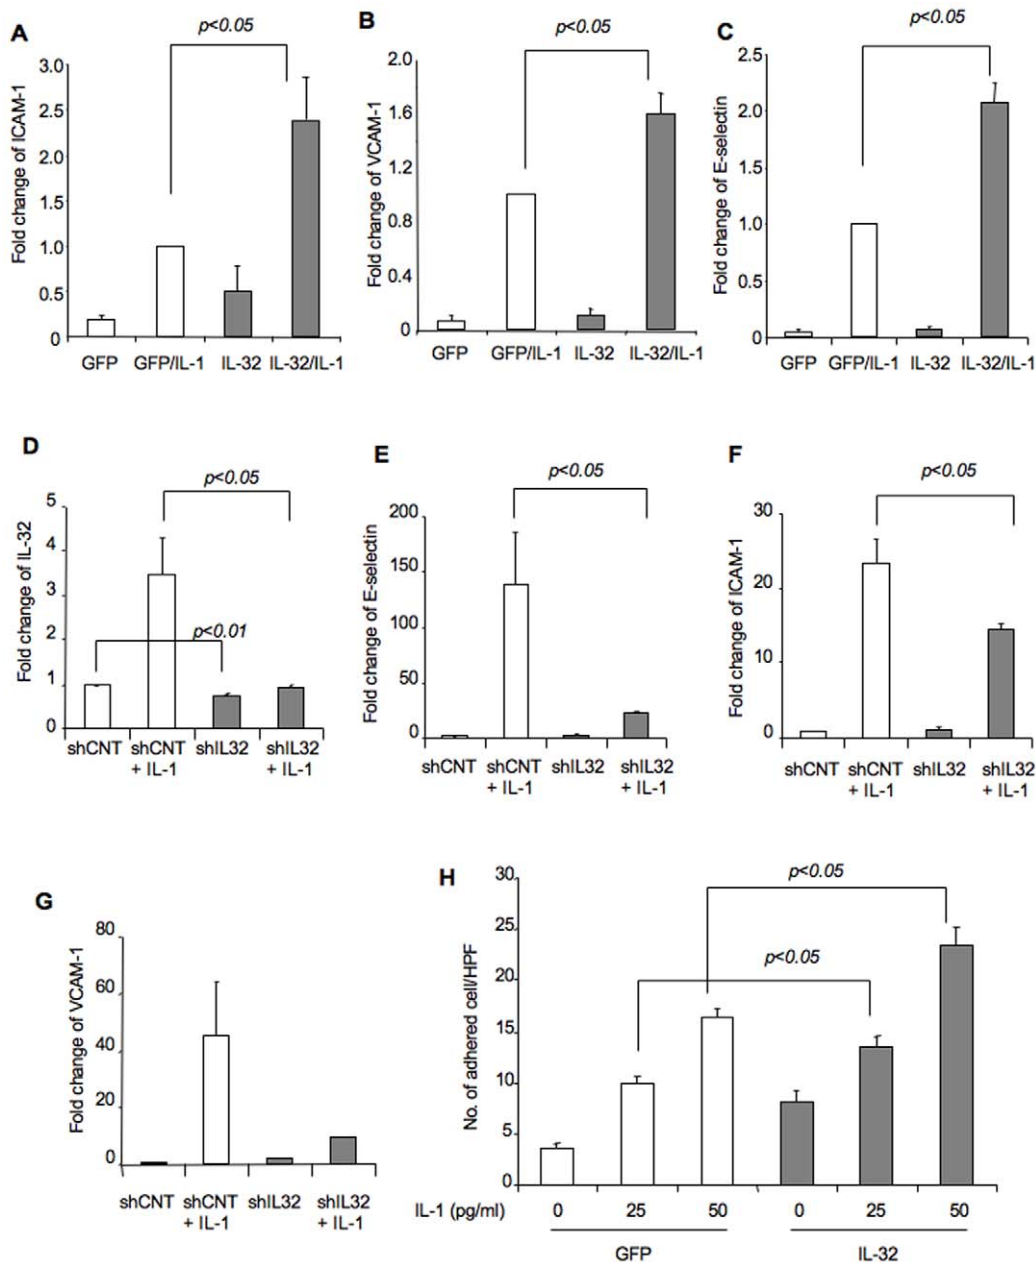 A
p<0.05
Fold change of ICAM-1
3.0
2.5
2.0
1.5
1.0
0.5
0
GFP GFP/IL-1 IL-32 IL-32/IL-1
B
p<0.05
Fold change of VCAM-1
2.0
1.6
1.2
0.8
0.4
0
GFP GFP/IL-1 IL-32 IL-32/IL-1
C
p<0.05
Fold change of E-selectin
2.5
2.0
1.5
1.0
0.5
0
GFP GFP/IL-1 IL-32 IL-32/IL-1
D
p<0.05
Fold change of IL-32
5
4
3
2
1
0
p<0.01
shCNT shCNT shIL32 shIL32
+ IL-1 + IL-1
E
p<0.05
Fold change of E-selectin
200
150
100
50
0
shCNT shCNT shIL32 shIL32
+ IL-1 + IL-1
F
p<0.05
Fold change of ICAM-1
30
20
10
0
shCNT shCNT shIL32 shIL32
+ IL-1 + IL-1
G
Fold change of VCAM-1
80
60
40
20
0
shCNT shCNT shIL32 shIL32
+ IL-1 + IL-1
H
p<0.05
p<0.05
No. of adhered cell/HPF
30
25
20
15
10
5
0
IL-1 (pg/ml) 0 25 50 0 25 50
GFP IL-32